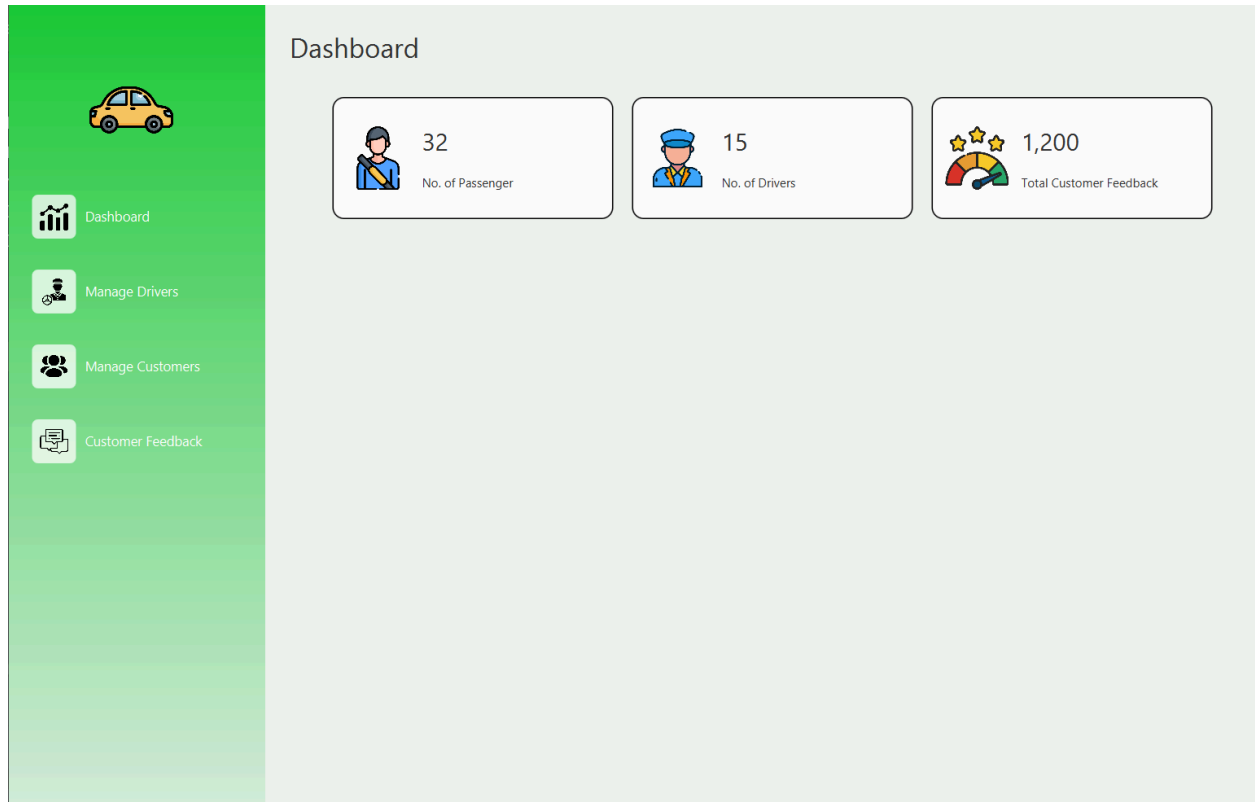 Dashboard
Manage Drivers
Manage Customers
Customer Feedback
Dashboard
32
No. of Passenger
15
No. of Drivers
1,200
Total Customer Feedback